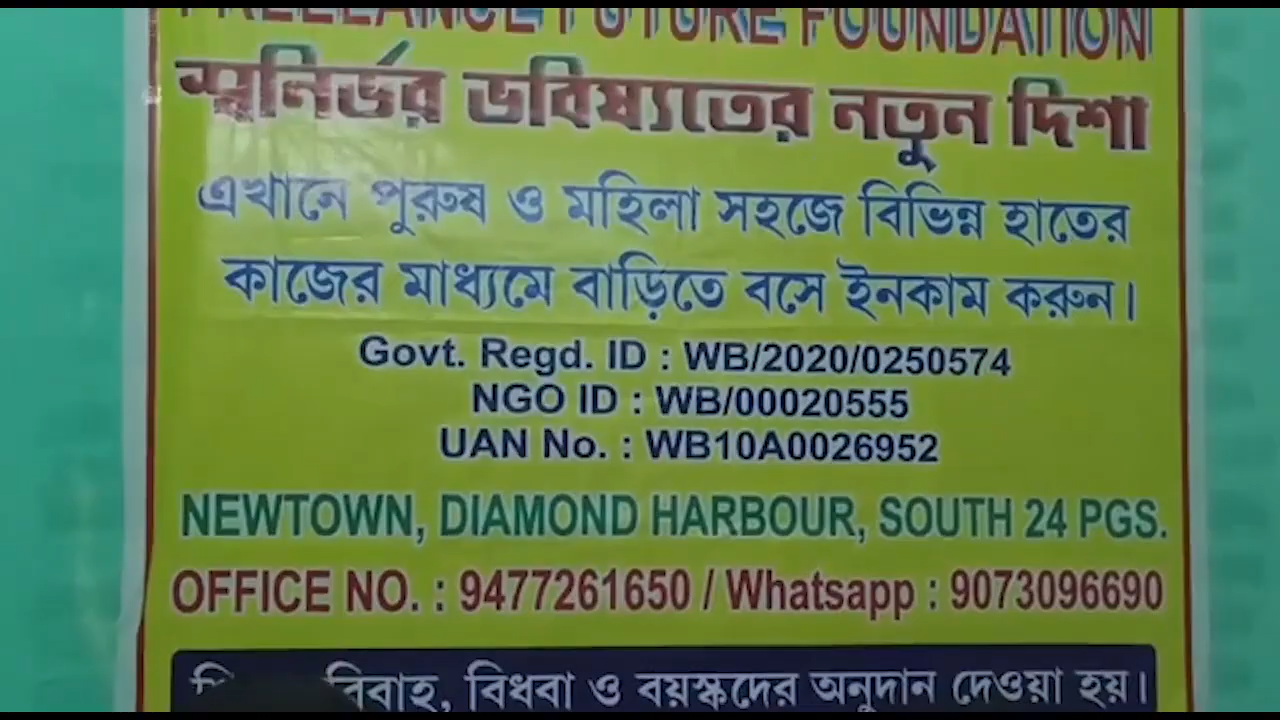 FREELANCE FUTURE FOUNDATION
স্বনির্ভর ভবিষ্যতের নতুন দিশা
এখানে পুরুষ ও মহিলা সহজে বিভিন্ন হাতের
কাজের মাধ্যমে বাড়িতে বসে ইনকাম করুন।
Govt. Regd. ID : WB/2020/0250574
NGO ID : WB/00020555
UAN No. : WB10A0026952
NEWTOWN, DIAMOND HARBOUR, SOUTH 24 PGS.
OFFICE NO. : 9477261650 / Whatsapp : 9073096690
বিবাহ, বিধবা ও বয়স্কদের অনুদান দেওয়া হয়।